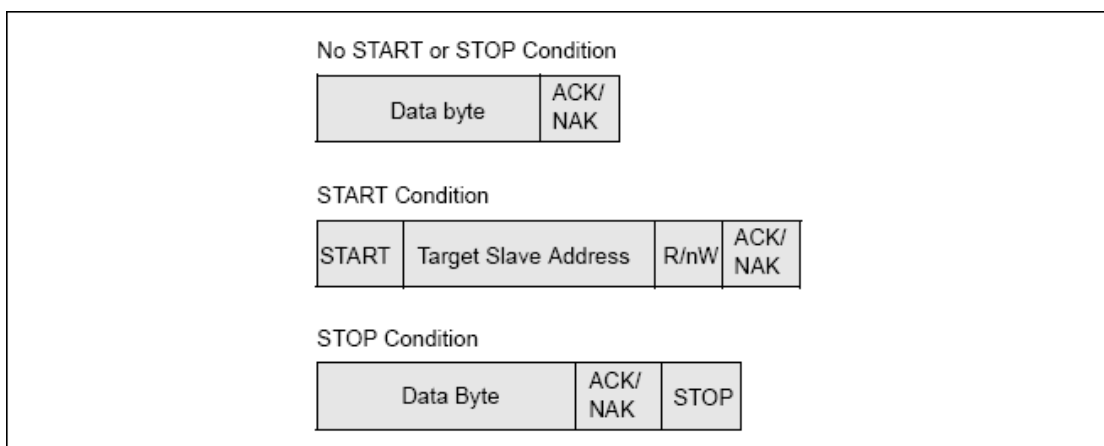 No START or STOP Condition
Data byte
ACK/
NAK
START Condition
START
Target Slave Address
R/nW
ACK/
NAK
STOP Condition
Data Byte
ACK/
NAK
STOP